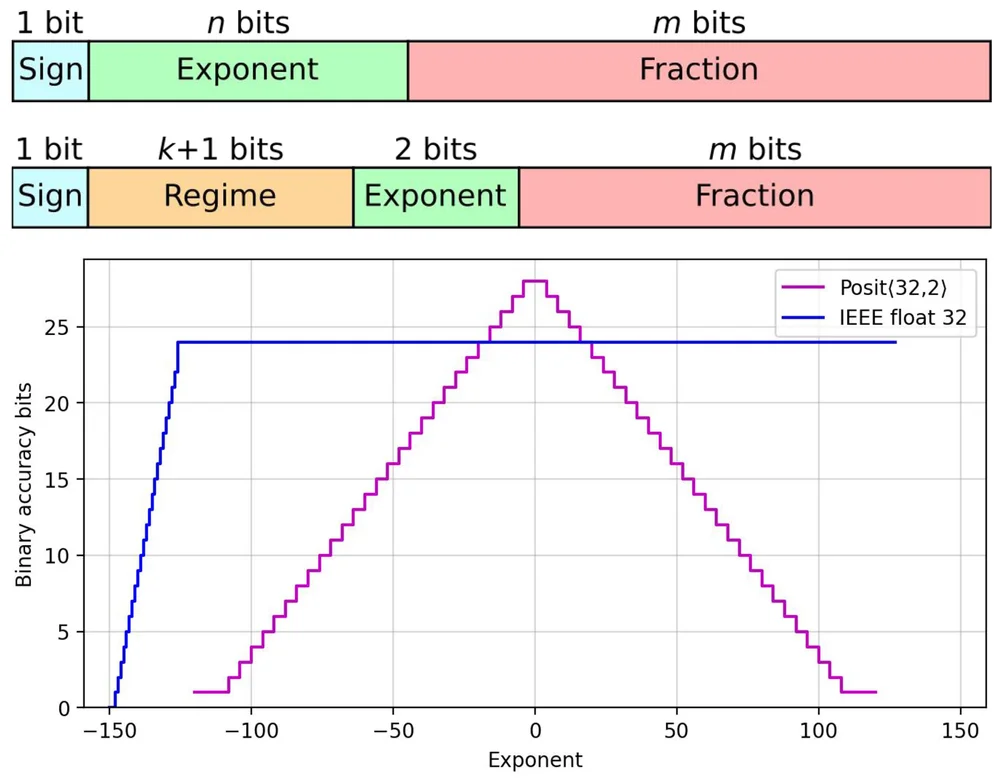 1 bit n bits m bits
Sign Exponent Fraction
1 bit k+1 bits 2 bits m bits
Sign Regime Exponent Fraction
Posit⟨32,2⟩
IEEE float 32
Binary accuracy bits
25
20
15
10
5
0
−150 −100 −50 0 50 100 150
Exponent